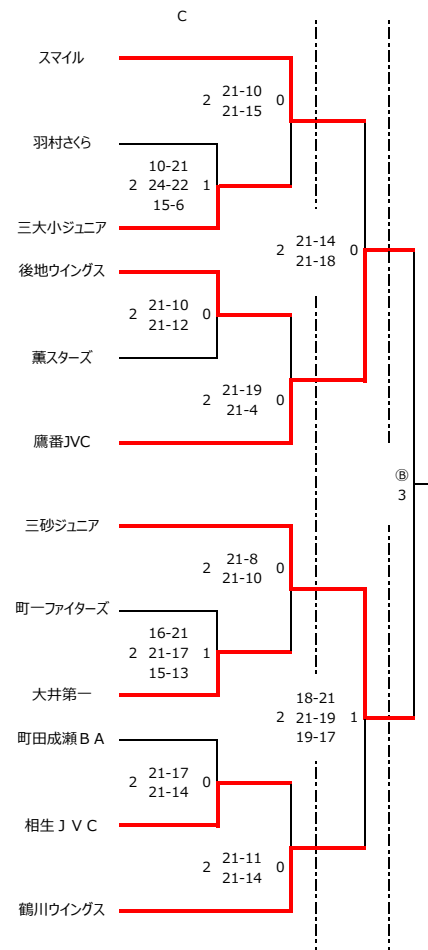 C
スマイル
2 21-10 0
21-15
羽村さくら
10-21
2 24-22 1
15-6
三大小ジュニア
2 21-14 0
21-18
後地ウイングス
2 21-10 0
21-12
薫スターズ
2 21-19 0
21-4
鷹番JVC
Ⓑ
3
三砂ジュニア
2 21-8 0
21-10
町一ファイターズ
16-21
2 21-17 1
15-13
大井第一
18-21
2 21-19 1
19-17
町田成瀬ＢＡ
2 21-17 0
21-14
相生ＪＶＣ
2 21-11 0
21-14
鶴川ウイングス